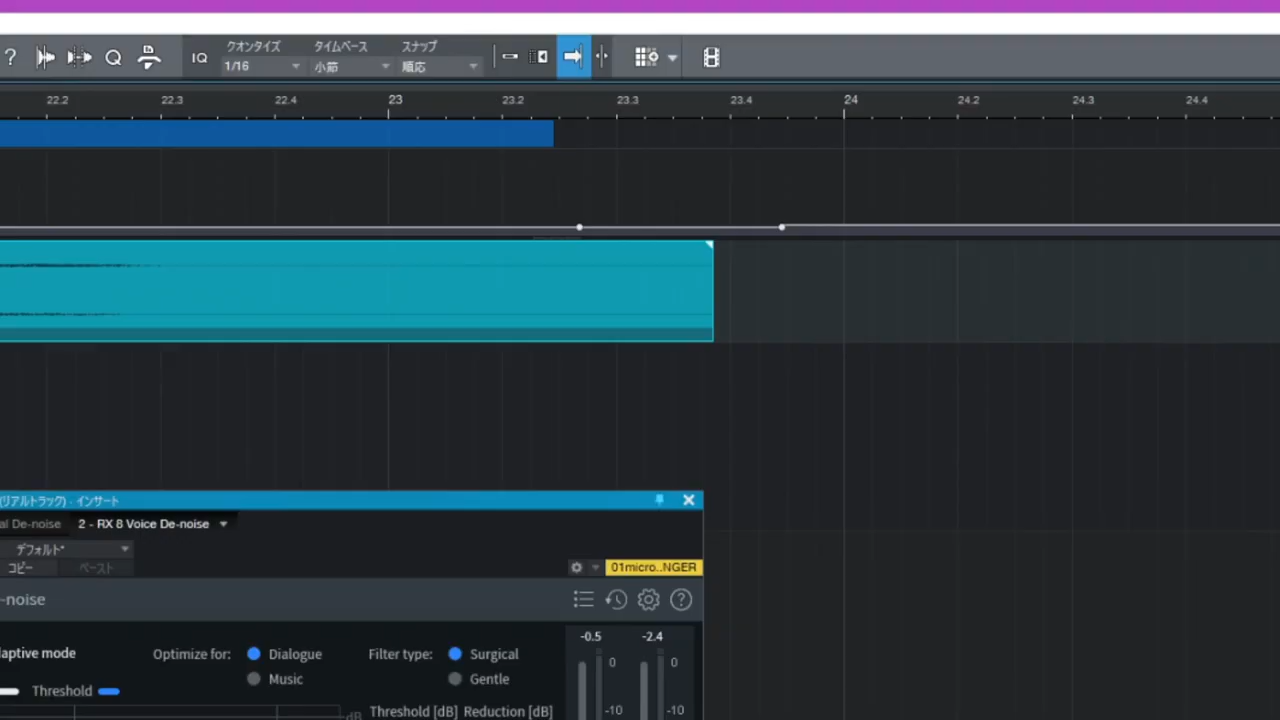 ?
Q
IQ
クオンタイズ タイムベース スナップ
1/16 小節 順応
22.2 22.3 22.4 23 23.2 23.3 23.4 24 24.2 24.3 24.4
(リアルトラック) - インサート
al De-noise 2 - RX 8 Voice De-noise
デフォルト*
コピー ペースト
01micro..NGER
-noise
?
-0.5 -2.4
aptive mode Optimize for: Dialogue Filter type: Surgical
0 0
Music Gentle
Threshold
dB Threshold [dB] Reduction [dB]
-10 -10